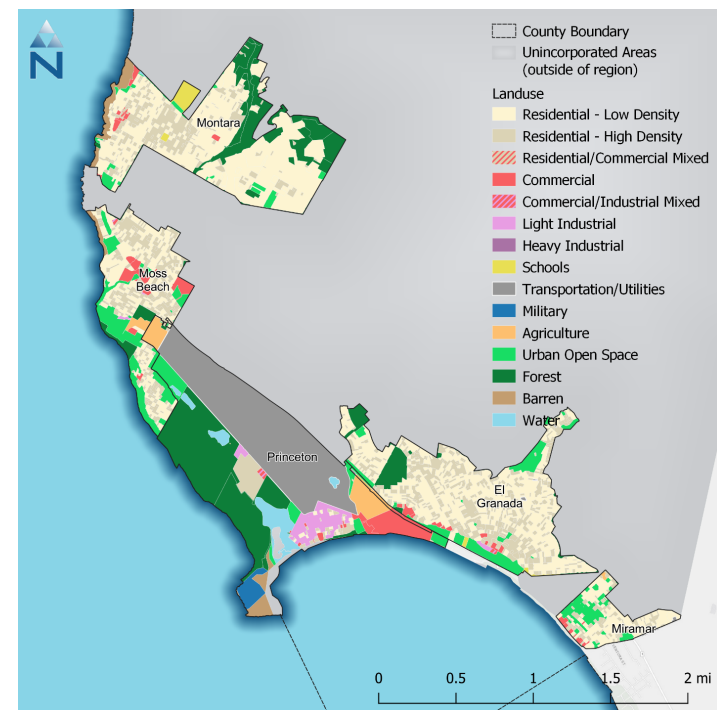 N
County Boundary
Unincorporated Areas
(outside of region)
Landuse
Residential - Low Density
Residential - High Density
Residential/Commercial Mixed
Commercial
Commercial/Industrial Mixed
Light Industrial
Heavy Industrial
Schools
Transportation/Utilities
Military
Agriculture
Urban Open Space
Forest
Barren
Water
Montara
Moss
Beach
Princeton
El
Granada
Miramar
0 0.5 1 1.5 2 mi